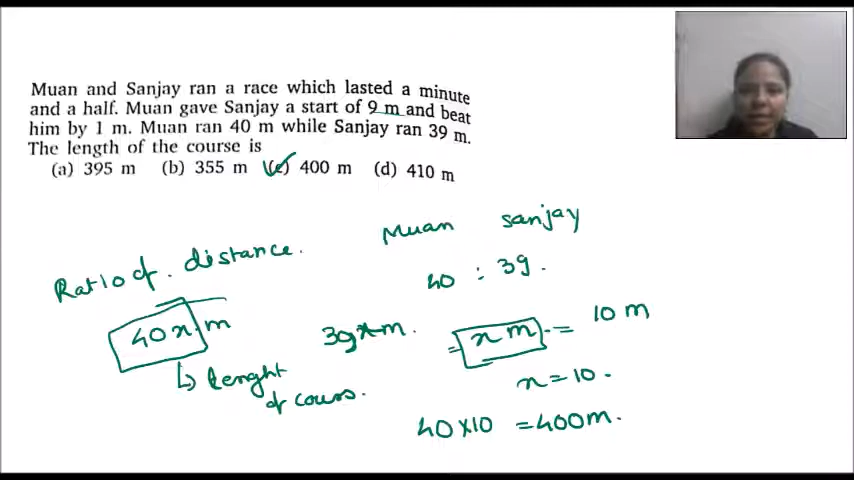 Muan and Sanjay ran a race which lasted a minute
and a half. Muan gave Sanjay a start of 9 m and beat
him by 1 m. Muan ran 40 m while Sanjay ran 39 m.
The length of the course is
(a) 395 m (b) 355 m (c) 400 m (d) 410 m
Muan sanjay
Ratio of. distance.
40 : 39.
40x m 39x m. = x m = 10 m
↳ lenght
of cours.
x = 10.
40×10 = 400m.